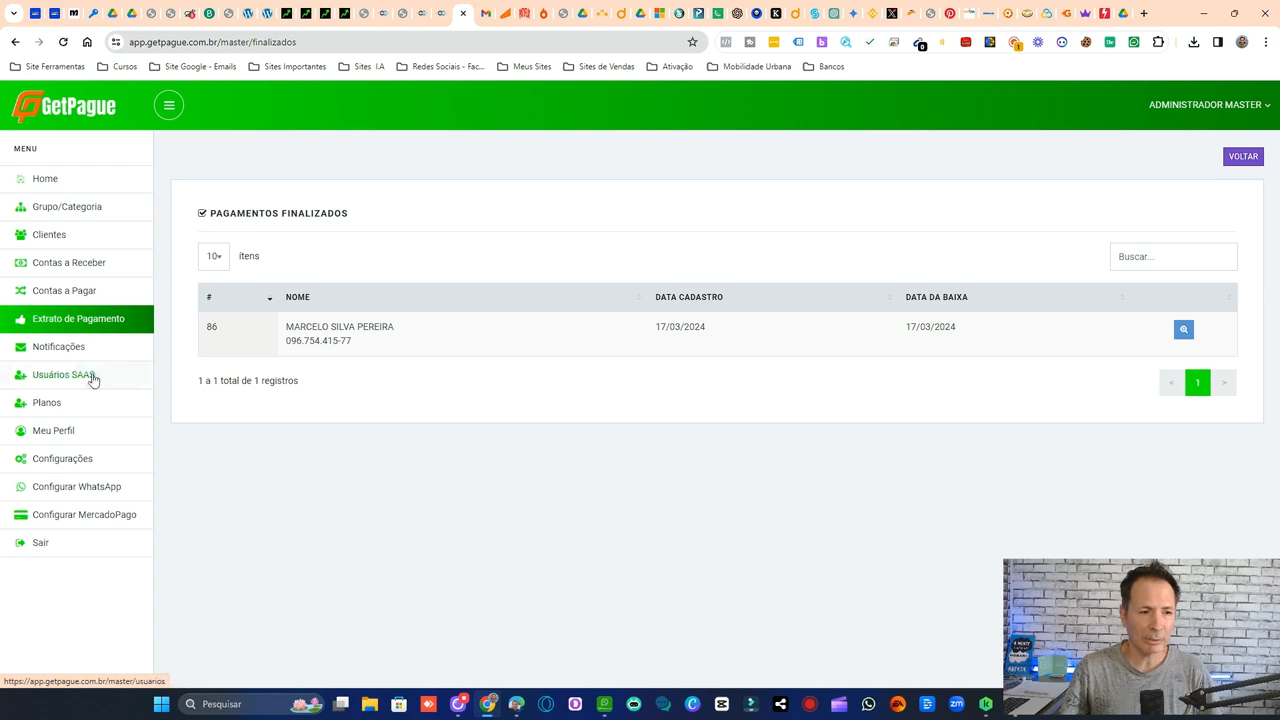 app.getpague.com.br/master/finalizados
Site Ferramentas
Cursos
Site Google - Emails
Sites Importantes
Sites I.A
Redes Sociais - Fac...
Meus Sites
Sites de Vendas
Ativação
Mobilidade Urbana
Bancos
GetPague
ADMINISTRADOR MASTER
MENU
VOLTAR
Home
Grupo/Categoria
Clientes
Contas a Receber
Contas a Pagar
Extrato de Pagamento
Notificações
Usuários SAAS
Planos
Meu Perfil
Configurações
Configurar WhatsApp
Configurar MercadoPago
Sair
PAGAMENTOS FINALIZADOS
10 ítens
Buscar...
# NOME DATA CADASTRO DATA DA BAIXA
86 MARCELO SILVA PEREIRA 17/03/2024 17/03/2024
096.754.415-77
1 a 1 total de 1 registros
< 1 >
https://app.getpague.com.br/master/usuarios
Pesquisar